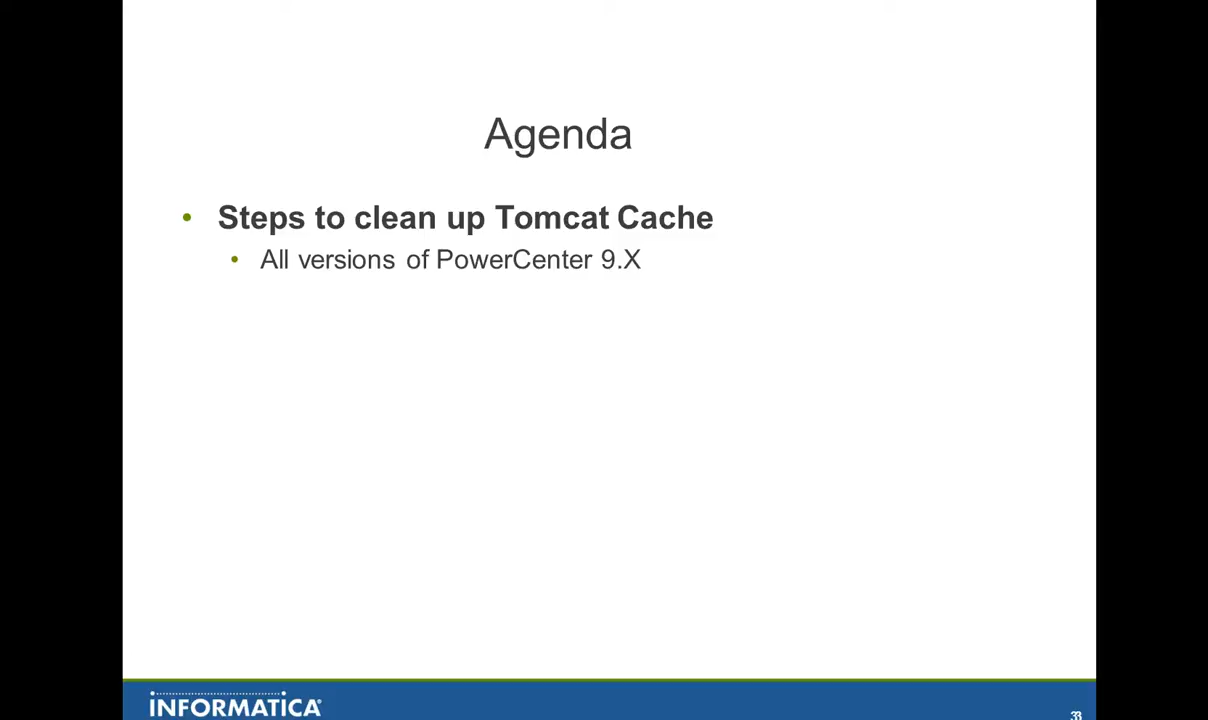 Agenda
• Steps to clean up Tomcat Cache
• All versions of PowerCenter 9.X
INFORMATICA®